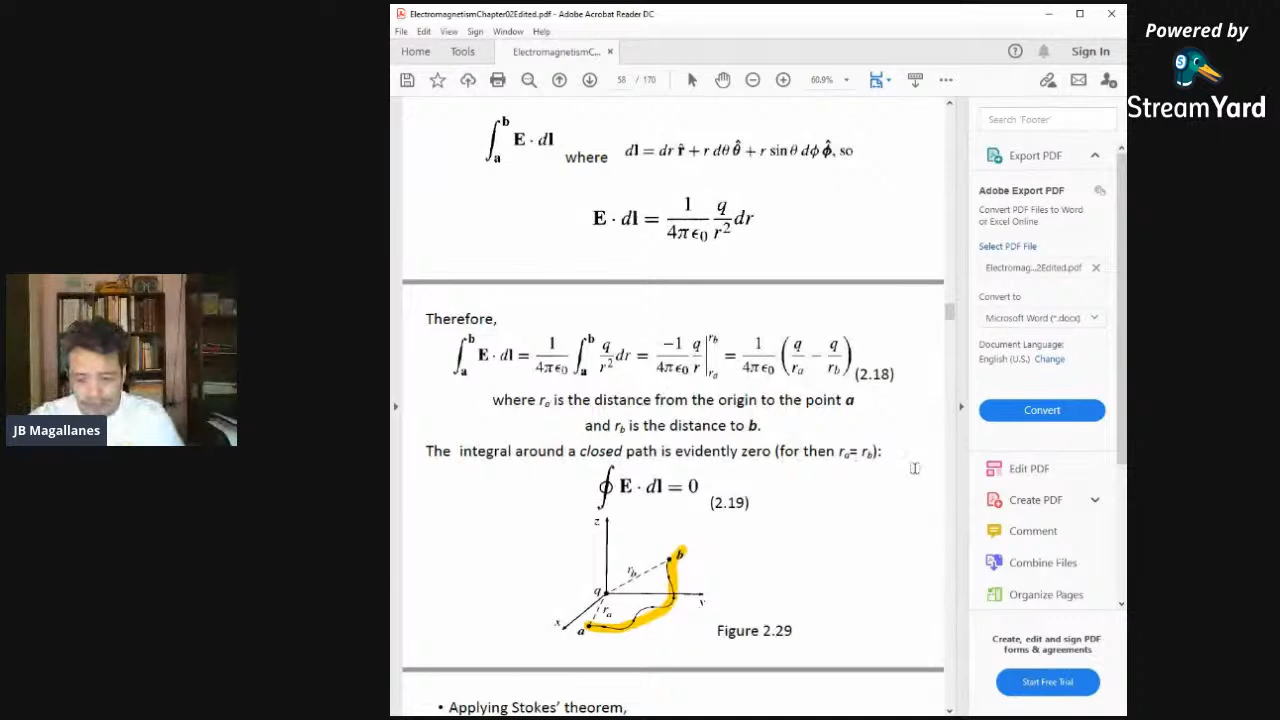 ElectromagnetismChapter02Edited.pdf - Adobe Acrobat Reader DC
File Edit View Sign Window Help
Home Tools ElectromagnetismC... × Sign In
58 / 170 60.9%
∫ₐᵇ E · dl where dl = dr r̂ + r dθ θ̂ + r sin θ dϕ ϕ̂, so
E · dl = 1/(4πϵ₀) q/r² dr
Therefore,
∫ₐᵇ E · dl = 1/(4πϵ₀) ∫ₐᵇ q/r² dr = −1/(4πϵ₀) q/r |_{rₐ}^{r_b} = 1/(4πϵ₀) (q/rₐ − q/r_b) (2.18)
where rₐ is the distance from the origin to the point a
and r_b is the distance to b.
The integral around a closed path is evidently zero (for then rₐ= r_b):
∮ E · dl = 0 (2.19)
z
b
r_b
q
y
rₐ
x
a
Figure 2.29
• Applying Stokes’ theorem,
Search 'Footer'
Export PDF
Adobe Export PDF
Convert PDF Files to Word
or Excel Online
Select PDF File
Electromag...2Edited.pdf ×
Convert to
Microsoft Word (*.docx)
Document Language:
English (U.S.) Change
Convert
Edit PDF
Create PDF
Comment
Combine Files
Organize Pages
Create, edit and sign PDF
forms & agreements
Start Free Trial
JB Magallanes
Powered by
S
StreamYard